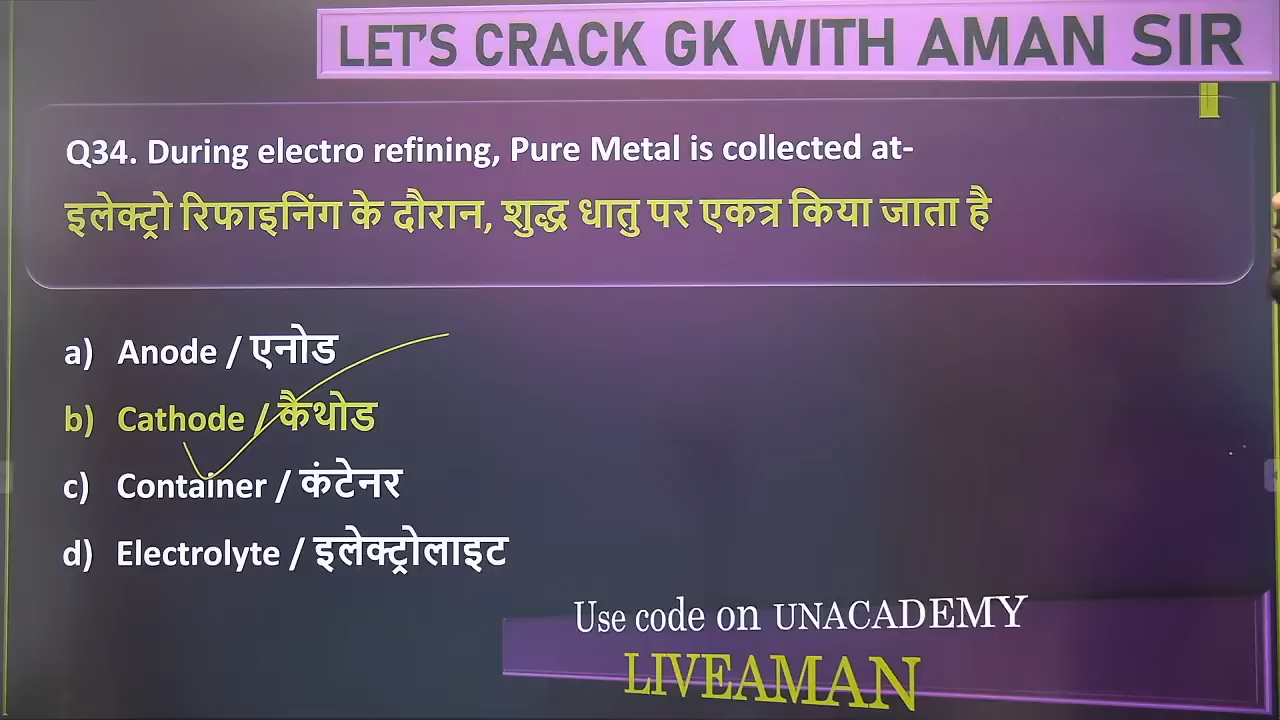 LET'S CRACK GK WITH AMAN SIR
Q34. During electro refining, Pure Metal is collected at-
इलेक्ट्रो रिफाइनिंग के दौरान, शुद्ध धातु पर एकत्र किया जाता है
a) Anode / एनोड
b) Cathode / कैथोड
c) Container / कंटेनर
d) Electrolyte / इलेक्ट्रोलाइट
Use code on UNACADEMY
LIVEAMAN